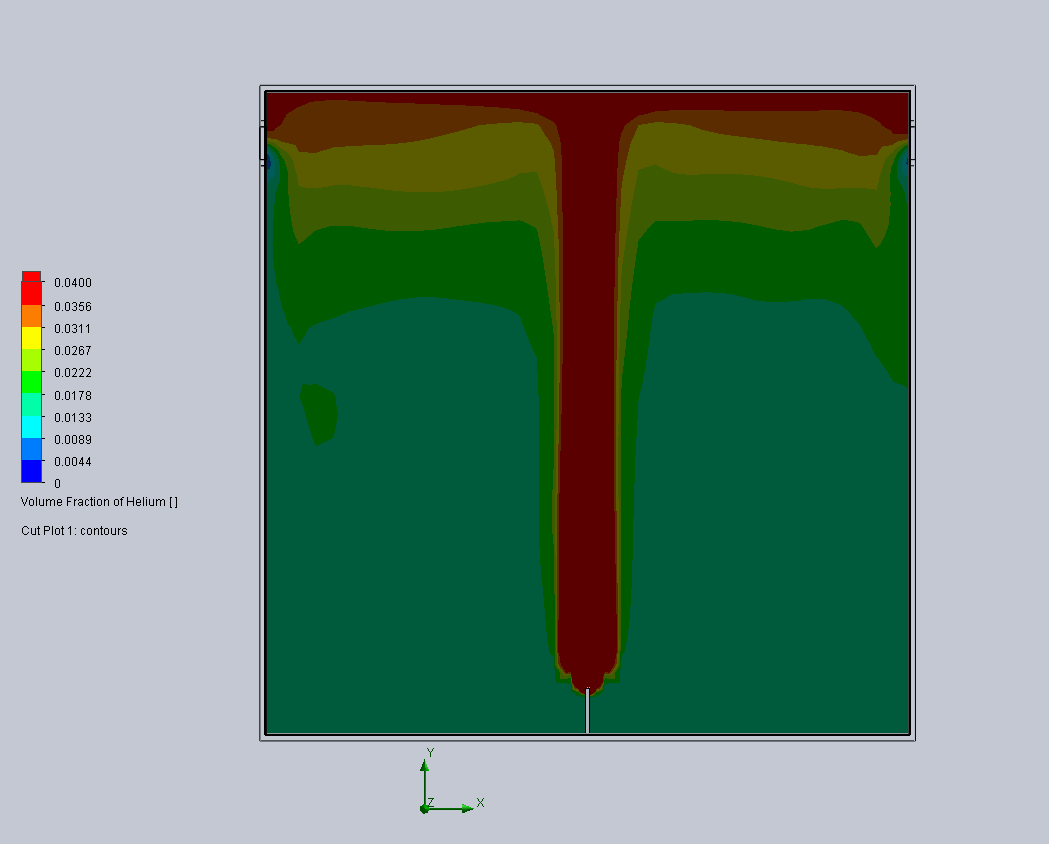 0.0400
0.0356
0.0311
0.0267
0.0222
0.0178
0.0133
0.0089
0.0044
0
Volume Fraction of Helium [ ]
Cut Plot 1: contours
Y
Z
X